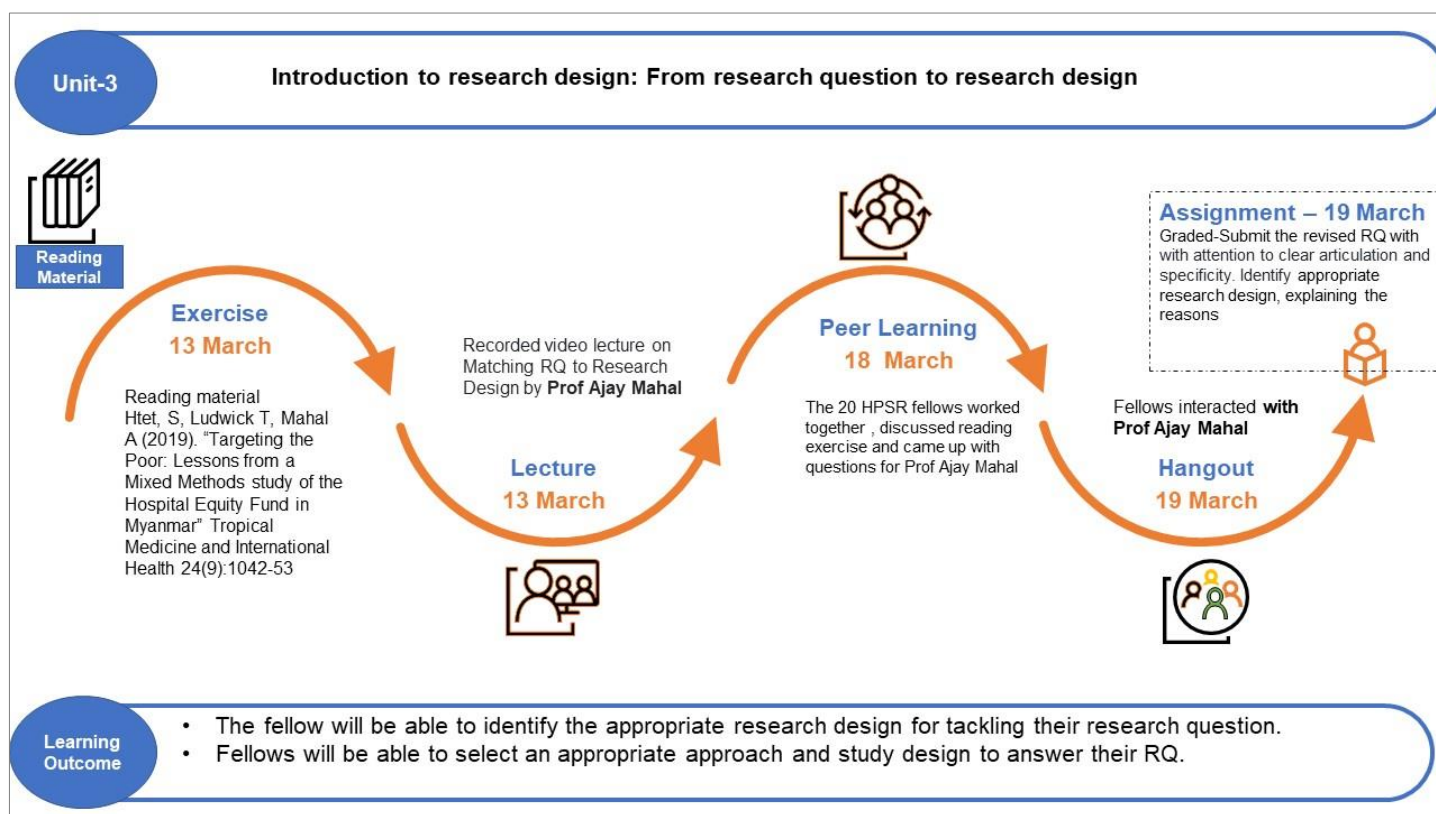 Unit-3
Introduction to research design: From research question to research design
Reading
Material
Exercise
13 March
Reading material
Htet, S, Ludwick T, Mahal
A (2019). “Targeting the
Poor: Lessons from a
Mixed Methods study of the
Hospital Equity Fund in
Myanmar” Tropical
Medicine and International
Health 24(9):1042-53
Recorded video lecture on
Matching RQ to Research
Design by Prof Ajay Mahal
Lecture
13 March
Peer Learning
18 March
The 20 HPSR fellows worked
together , discussed reading
exercise and came up with
questions for Prof Ajay Mahal
Assignment – 19 March
Graded-Submit the revised RQ with
with attention to clear articulation and
specificity. Identify appropriate
research design, explaining the
reasons
Fellows interacted with
Prof Ajay Mahal
Hangout
19 March
Learning
Outcome
• The fellow will be able to identify the appropriate research design for tackling their research question.
• Fellows will be able to select an appropriate approach and study design to answer their RQ.